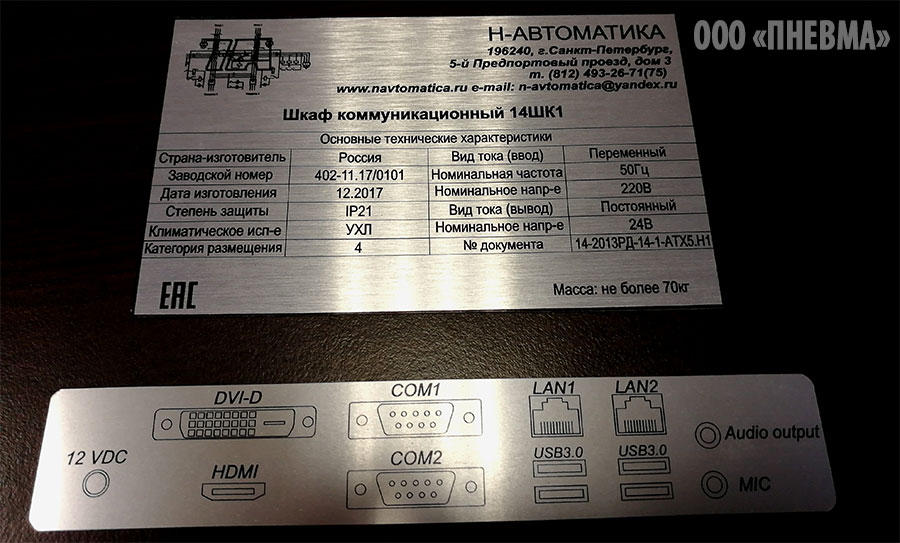 ООО «ПНЕВМА»
Н-АВТОМАТИКА
196240, г.Санкт-Петербург,
5-й Предпортовый проезд, дом 3
т. (812) 493-26-71(75)
www.navtomatica.ru e-mail: n-avtomatica@yandex.ru
Шкаф коммуникационный 14ШК1
Основные технические характеристики
Страна-изготовитель Россия Вид тока (ввод) Переменный
Заводской номер 402-11.17/0101 Номинальная частота 50Гц
Дата изготовления 12.2017 Номинальное напр-е 220В
Степень защиты IP21 Вид тока (вывод) Постоянный
Климатическое исп-е УХЛ Номинальное напр-е 24В
Категория размещения 4 № документа 14-2013РД-14-1-АТХ5.Н1
EAC Масса: не более 70кг
DVI-D COM1 LAN1 LAN2
Audio output
12 VDC HDMI COM2 USB3.0 USB3.0
MIC